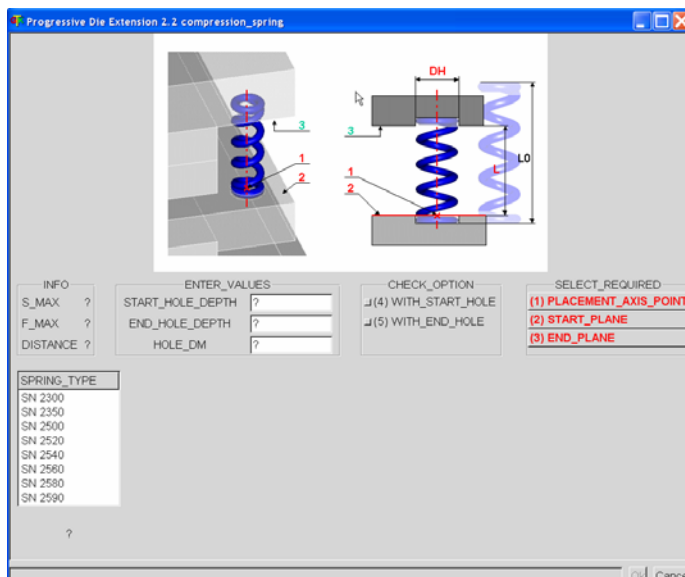 Progressive Die Extension 2.2 compression_spring
DH
3
3
1
2
1
2
L
L0
INFO
S_MAX ?
F_MAX ?
DISTANCE ?
ENTER_VALUES
START_HOLE_DEPTH ?
END_HOLE_DEPTH ?
HOLE_DM ?
CHECK_OPTION
(4) WITH_START_HOLE
(5) WITH_END_HOLE
SELECT_REQUIRED
(1) PLACEMENT_AXIS_POINT
(2) START_PLANE
(3) END_PLANE
SPRING_TYPE
SN 2300
SN 2350
SN 2500
SN 2520
SN 2540
SN 2560
SN 2580
SN 2590
?
Ok Cance